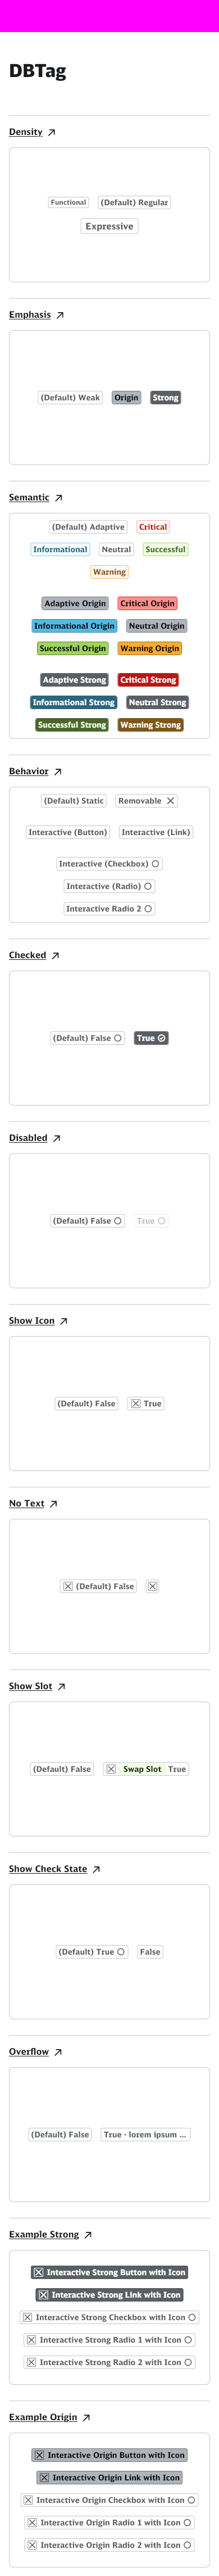 DBTag
Density
Functional (Default) Regular
Expressive
Emphasis
(Default) Weak Origin Strong
Semantic
(Default) Adaptive Critical
Informational Neutral Successful
Warning
Adaptive Origin Critical Origin
Informational Origin Neutral Origin
Successful Origin Warning Origin
Adaptive Strong Critical Strong
Informational Strong Neutral Strong
Successful Strong Warning Strong
Behavior
(Default) Static Removable
Interactive (Button) Interactive (Link)
Interactive (Checkbox)
Interactive (Radio)
Interactive Radio 2
Checked
(Default) False True
Disabled
(Default) False True
Show Icon
(Default) False True
No Text
(Default) False
Show Slot
(Default) False Swap Slot True
Show Check State
(Default) True False
Overflow
(Default) False True - lorem ipsum ...
Example Strong
Interactive Strong Button with Icon
Interactive Strong Link with Icon
Interactive Strong Checkbox with Icon
Interactive Strong Radio 1 with Icon
Interactive Strong Radio 2 with Icon
Example Origin
Interactive Origin Button with Icon
Interactive Origin Link with Icon
Interactive Origin Checkbox with Icon
Interactive Origin Radio 1 with Icon
Interactive Origin Radio 2 with Icon